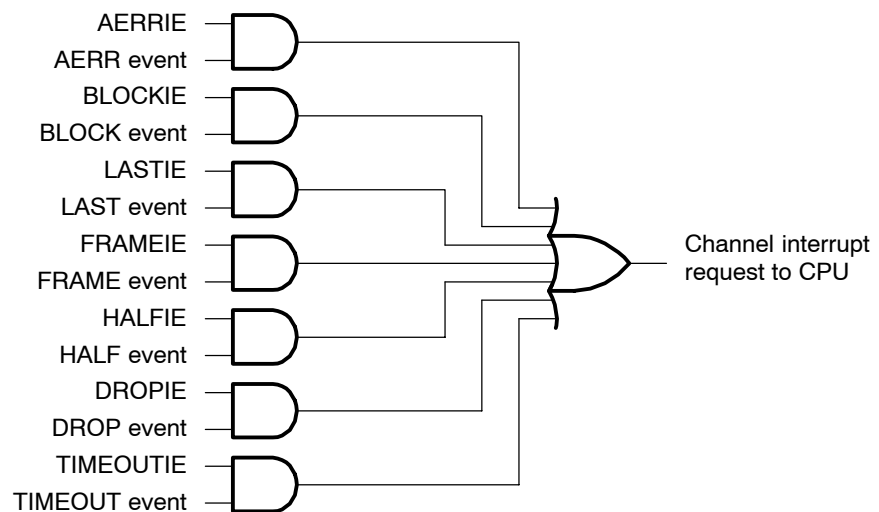 AERRIE
AERR event
BLOCKIE
BLOCK event
LASTIE
LAST event
FRAMEIE
FRAME event
HALFIE
HALF event
DROPIE
DROP event
TIMEOUTIE
TIMEOUT event
Channel interrupt
request to CPU